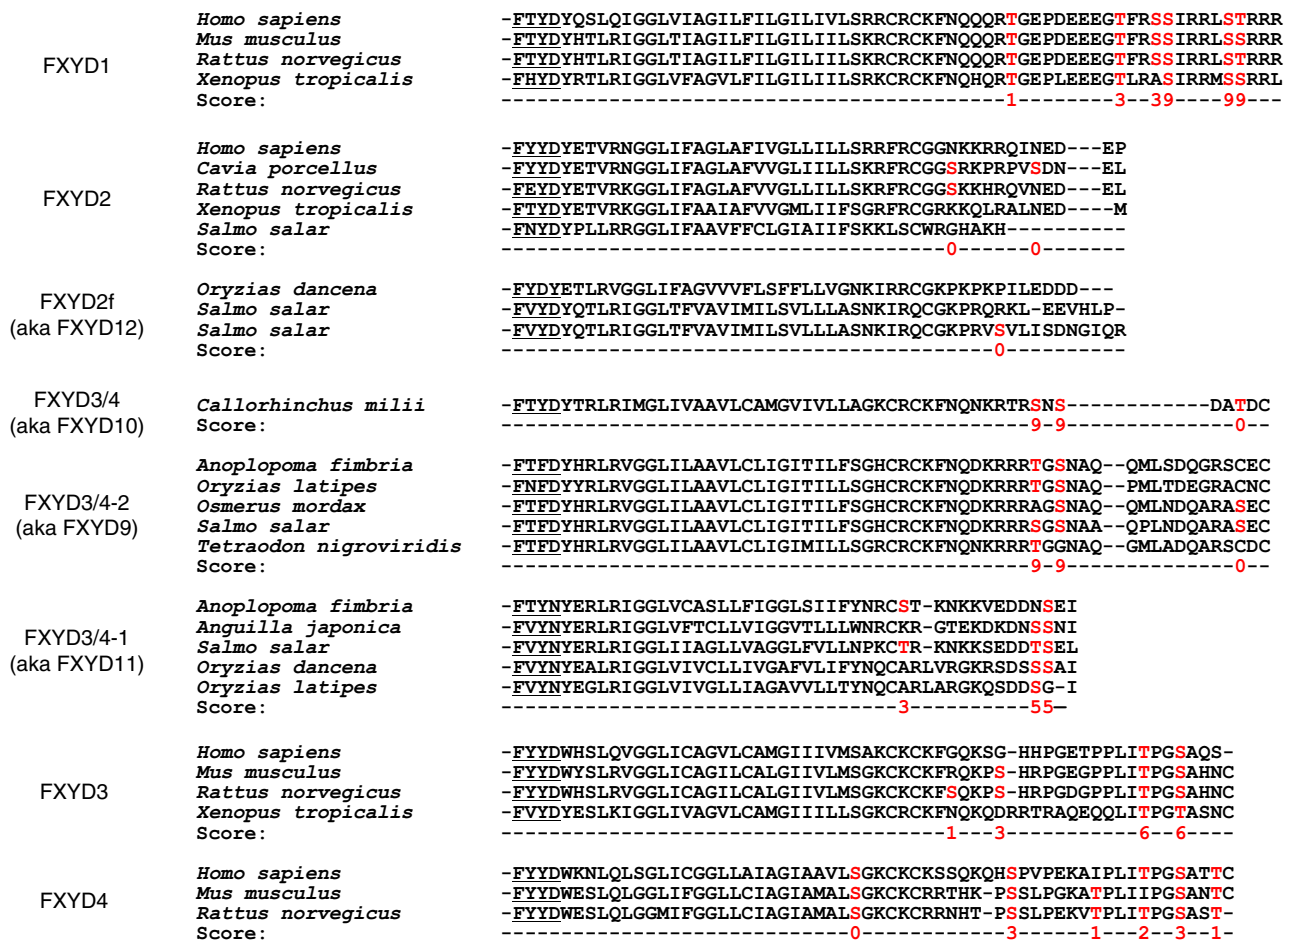 FXYD1
Homo sapiens -FTYDYQSLQIGGLVIAGILFILGILIVLSRRCRCKFNQQQRTGEPDEEEGTFRSSIRRLSTRRR
Mus musculus -FTYDYHTLRIGGLTIAGILFILGILIILSKRCRCKFNQQQRTGEPDEEEGTFRSSIRRLSSRRR
Rattus norvegicus -FTYDYHTLRIGGLTIAGILFILGILIILSKRCRCKFNQQQRTGEPDEEEGTFRSSIRRLSTRRR
Xenopus tropicalis -FHYDYRTLRIGGLVFAGVLFILGILIILSRKCRCKFNQHQRTGEPLEEEGTLRASIRRMSSRRL
Score: ------------------------------------------1--------3--39----99---
FXYD2
Homo sapiens -FYYDYETVRNGGLIFAGLAFIVGLLILLSRRFRCGGNKKRRQINED---EP
Cavia porcellus -FYYDYETVRNGGLIFAGLAFVVGLIIILSKRFRCGGSRKPRPVSDN---EL
Rattus norvegicus -FEYDYETVRKGGLIFAGLAFVVGLLILLSKRFRCGGSKKHRQVNED---EL
Xenopus tropicalis -FTYDYETVRKGGLIFAAIAFVVGMLIIFSGRFRCGRKKQLRALNED----M
Salmo salar -FNYDYPLLRRGGLIFAAVFFCLGIAIIFSKKLSCWRGHAKH----------
Score: -------------------------------------0------0-------
FXYD2f
(aka FXYD12)
Oryzias dancena -FYDYETLRVGGLIFAGVVVFLSFFLLVGNKIRRCGKPKPKPILEDDD---
Salmo salar -FVYDYQTLRIGGLTFVAVIMILSVLLLASNKIRQCGKPRQRKL-EEVHLP-
Salmo salar -FVYDYQTLRIGGLTFVAVIMILSVLLLASNKIRQCGKPRVSVLISDNGIQR
Score: -----------------------------------------0----------
FXYD3/4
(aka FXYD10)
Callorhinchus milii -FTYDYTRLRIMGLIVAAVLCAMGVIVLLAGKCRCKFNQNKRTRSNS------------DATDC
Score: --------------------------------------------9-9--------------0--
FXYD3/4-2
(aka FXYD9)
Anoplopoma fimbria -FTFDYHRLRVGGLILAAVLCLIGITILFSGHCRCKFNQDKRRRTGSNAQ--QMLSDQGRSCEC
Oryzias latipes -FNFDYYRLRVGGLILAAVLCLIGITILLSGHCRCKFNQDKRRRTGSNAQ--PMLTDEGRACNC
Osmerus mordax -FTFDYHRLRVGGLILAAVLCLIGITILLSGHCRCKFNQDKRRRAGSNAQ--QMLNDQARASEC
Salmo salar -FTFDYHRLRVGGLILAAVLCLIGITILFSGHCRCKFNQDKRRRSGSNAA--QPLNDQARASEC
Tetraodon nigroviridis -FTFDYHRLRVGGLILAAVLCLIGIMILLSGRCRCKFNQNKRRRTGGNAQ--GMLADQARSCDC
Score: --------------------------------------------9-9--------------0--
FXYD3/4-1
(aka FXYD11)
Anoplopoma fimbria -FTYNYERLRIGGLVCASLLFIGGLSIIFYNRCST-KNKKVEDDNSEI
Anguilla japonica -FVYNYERLRIGGLVFTCLLVIGGVTLLLWNRCKR-GTEKDKDNSSNI
Salmo salar -FVYNYERLRIGGLIIAGLLVAGGLFVLLNPKCTR-KNKKSEDDTSEL
Oryzias dancena -FVYNYEALRIGGLVIVCLLIVGAFVLIFYNQCARLVRGKRSDSSSAI
Oryzias latipes -FVYNYEGLRIGGLVIVGLLIAGAVVLLTYNQCARLARGKQSDDSG-I
Score: ---------------------------------3----------55—
FXYD3
Homo sapiens -FYYDWHSLQVGGLICAGVLCAMGIIIVMSAKCKCKFGQKSG-HHPGETPPLITPGSAQS-
Mus musculus -FYYDWYSLRVGGLICAGILCALGIIVLMSGKCKCKFRQKPS-HRPGEGPPLITPGSAHNC
Rattus norvegicus -FYYDWHSLRVGGLICAGILCALGIIVLMSGKCKCKFSQKPS-HRPGDGPPLITPGSAHNC
Xenopus tropicalis -FVYDYESLKIGGLIVAGVLCAMGIIILLSGKCKCKFNQKQDRRTRAQEQQLITPGTASNC
Score: -------------------------------------1---3-----------6--6----
FXYD4
Homo sapiens -FYYDWKNLQLSGLICGGLLAIAGIAAVLSGKCKCKSSQKQHSPVPEKAIPLITPGSATTC
Mus musculus -FYYDWESLQLGGLIFGGLLCIAGIAMALSGKCKCRRTHK-PSSLPGKATPLIIPGSANTC
Rattus norvegicus -FYYDWESLQLGGMIFGGLLCIAGIAMALSGKCKCRRNHT-PSSLPEKVTPLITPGSAST-
Score: -----------------------------0------------3------1---2--3--1-